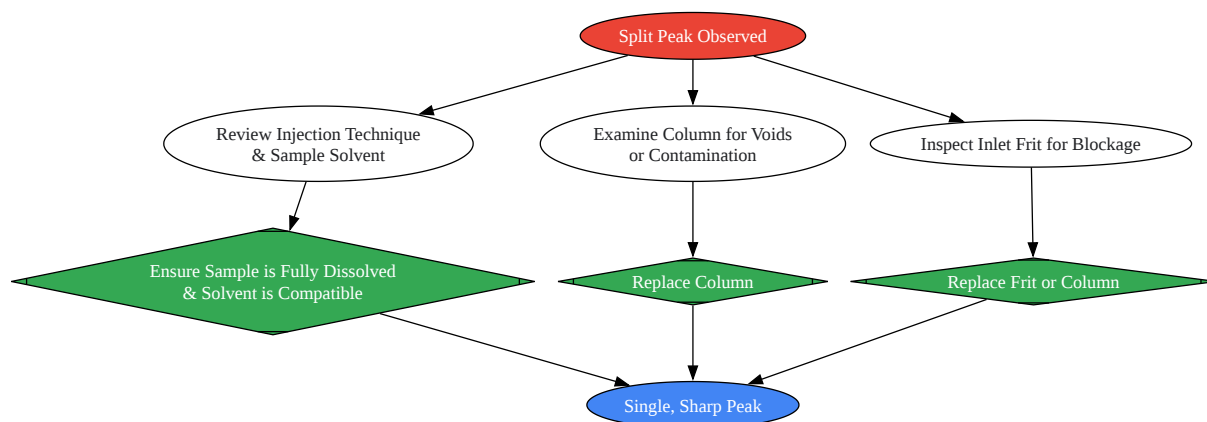 Split Peak Observed
Review Injection Technique
& Sample Solvent
Examine Column for Voids
or Contamination
Inspect Inlet Frit for Blockage
Ensure Sample is Fully Dissolved
& Solvent is Compatible
Replace Column
Replace Frit or Column
Single, Sharp Peak